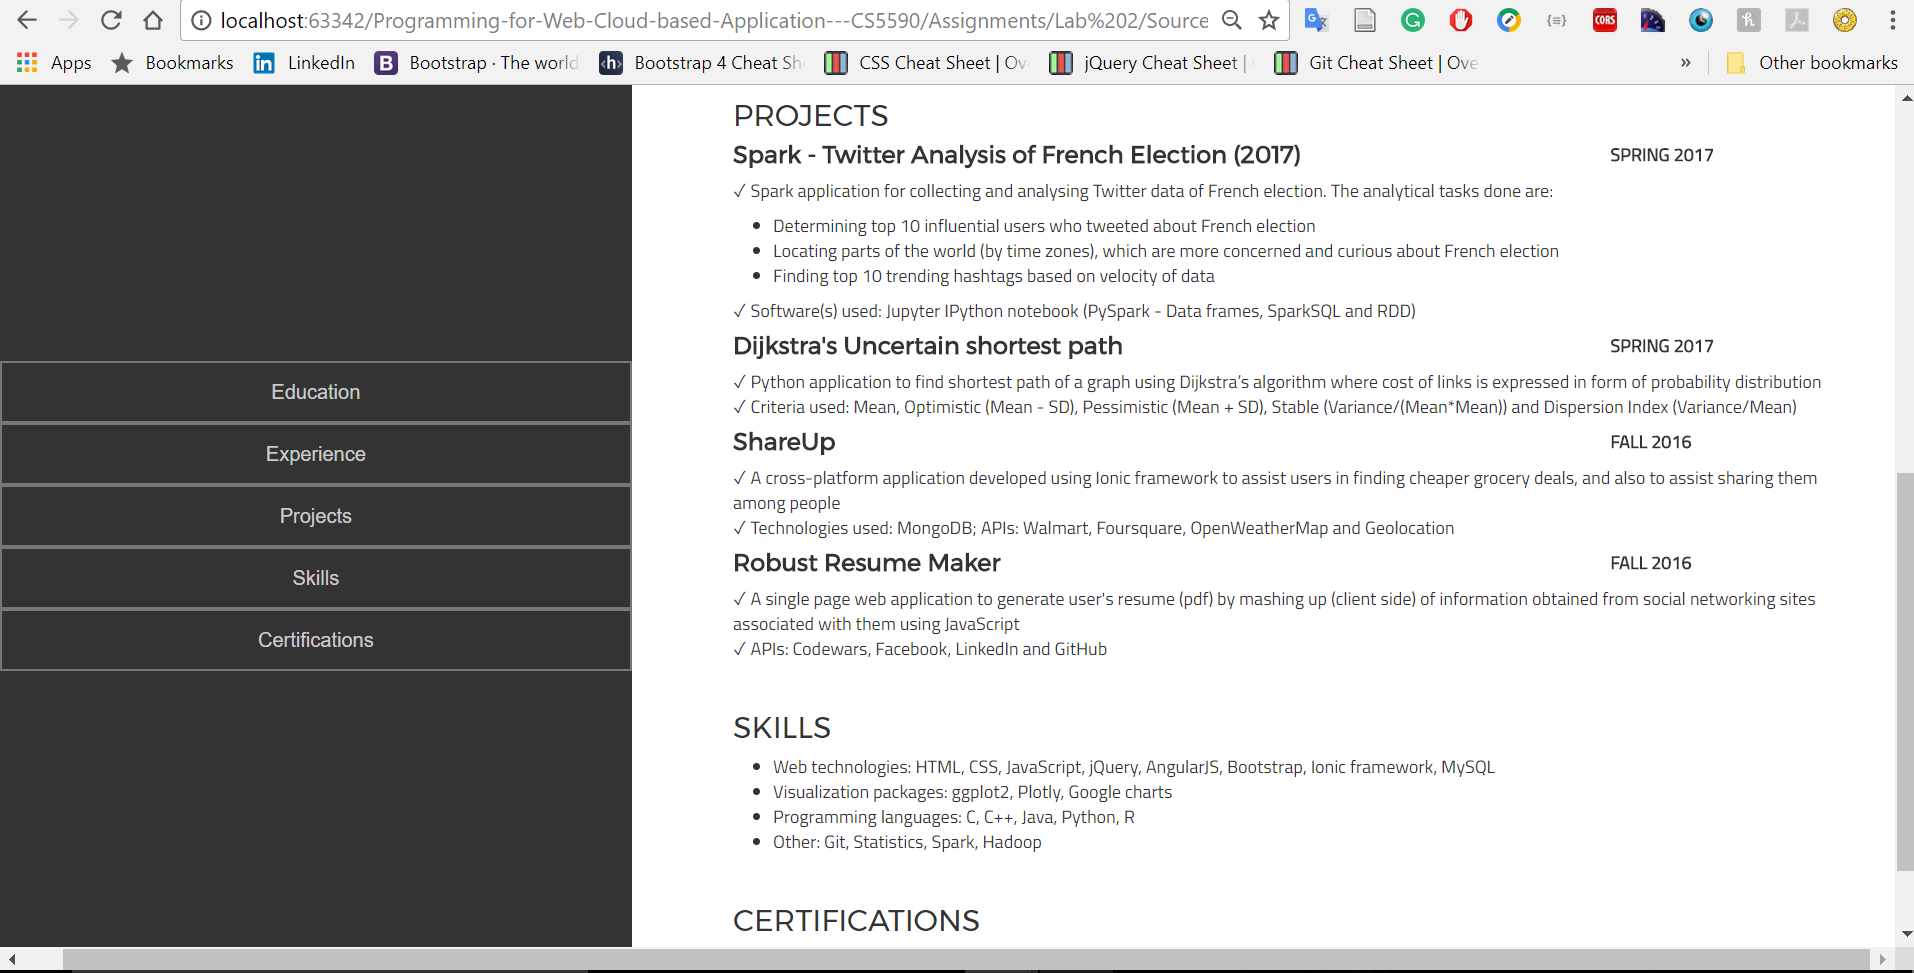 localhost:63342/Programming-for-Web-Cloud-based-Application---CS5590/Assignments/Lab%202/Source
Apps Bookmarks LinkedIn Bootstrap · The world Bootstrap 4 Cheat Sh CSS Cheat Sheet | Ov jQuery Cheat Sheet | Git Cheat Sheet | Ove » Other bookmarks
Education
Experience
Projects
Skills
Certifications
PROJECTS
Spark - Twitter Analysis of French Election (2017) SPRING 2017
✓ Spark application for collecting and analysing Twitter data of French election. The analytical tasks done are:
• Determining top 10 influential users who tweeted about French election
• Locating parts of the world (by time zones), which are more concerned and curious about French election
• Finding top 10 trending hashtags based on velocity of data
✓ Software(s) used: Jupyter IPython notebook (PySpark - Data frames, SparkSQL and RDD)
Dijkstra's Uncertain shortest path SPRING 2017
✓ Python application to find shortest path of a graph using Dijkstra’s algorithm where cost of links is expressed in form of probability distribution
✓ Criteria used: Mean, Optimistic (Mean - SD), Pessimistic (Mean + SD), Stable (Variance/(Mean*Mean)) and Dispersion Index (Variance/Mean)
ShareUp FALL 2016
✓ A cross-platform application developed using Ionic framework to assist users in finding cheaper grocery deals, and also to assist sharing them
among people
✓ Technologies used: MongoDB; APIs: Walmart, Foursquare, OpenWeatherMap and Geolocation
Robust Resume Maker FALL 2016
✓ A single page web application to generate user's resume (pdf) by mashing up (client side) of information obtained from social networking sites
associated with them using JavaScript
✓ APIs: Codewars, Facebook, LinkedIn and GitHub
SKILLS
• Web technologies: HTML, CSS, JavaScript, jQuery, AngularJS, Bootstrap, Ionic framework, MySQL
• Visualization packages: ggplot2, Plotly, Google charts
• Programming languages: C, C++, Java, Python, R
• Other: Git, Statistics, Spark, Hadoop
CERTIFICATIONS